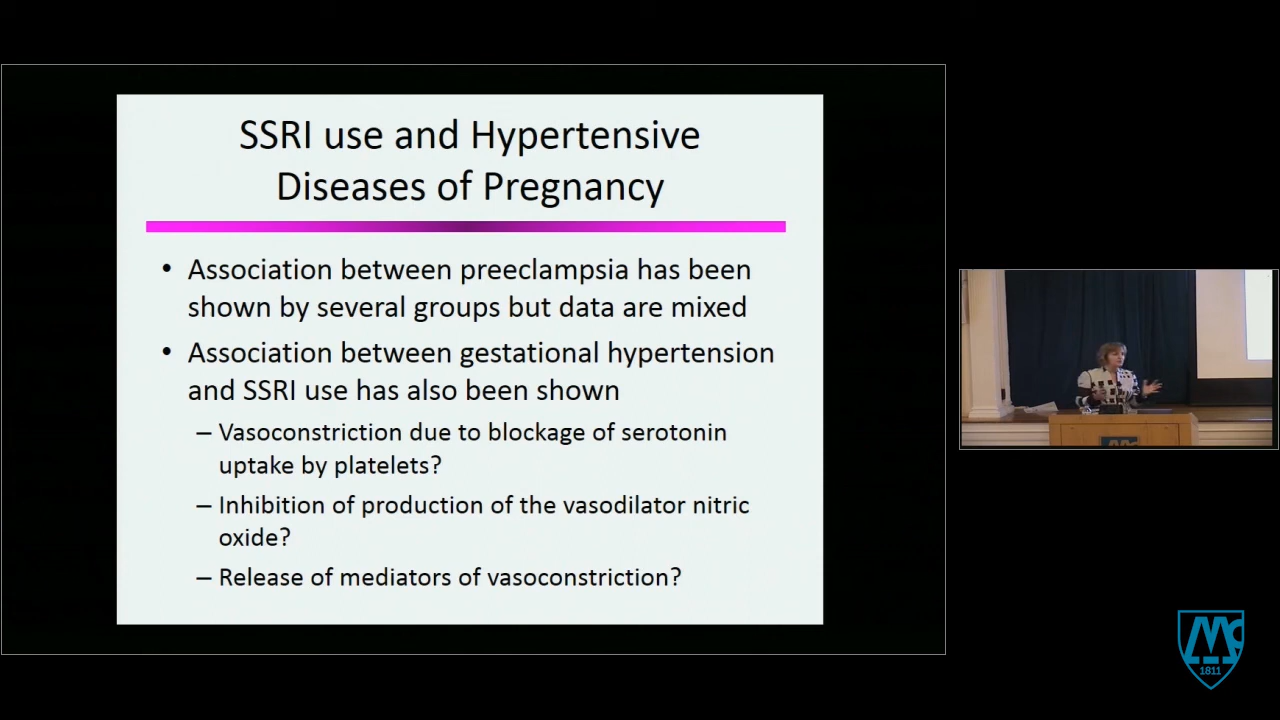 SSRI use and Hypertensive
Diseases of Pregnancy
• Association between preeclampsia has been
shown by several groups but data are mixed
• Association between gestational hypertension
and SSRI use has also been shown
– Vasoconstriction due to blockage of serotonin
uptake by platelets?
– Inhibition of production of the vasodilator nitric
oxide?
– Release of mediators of vasoconstriction?
1811